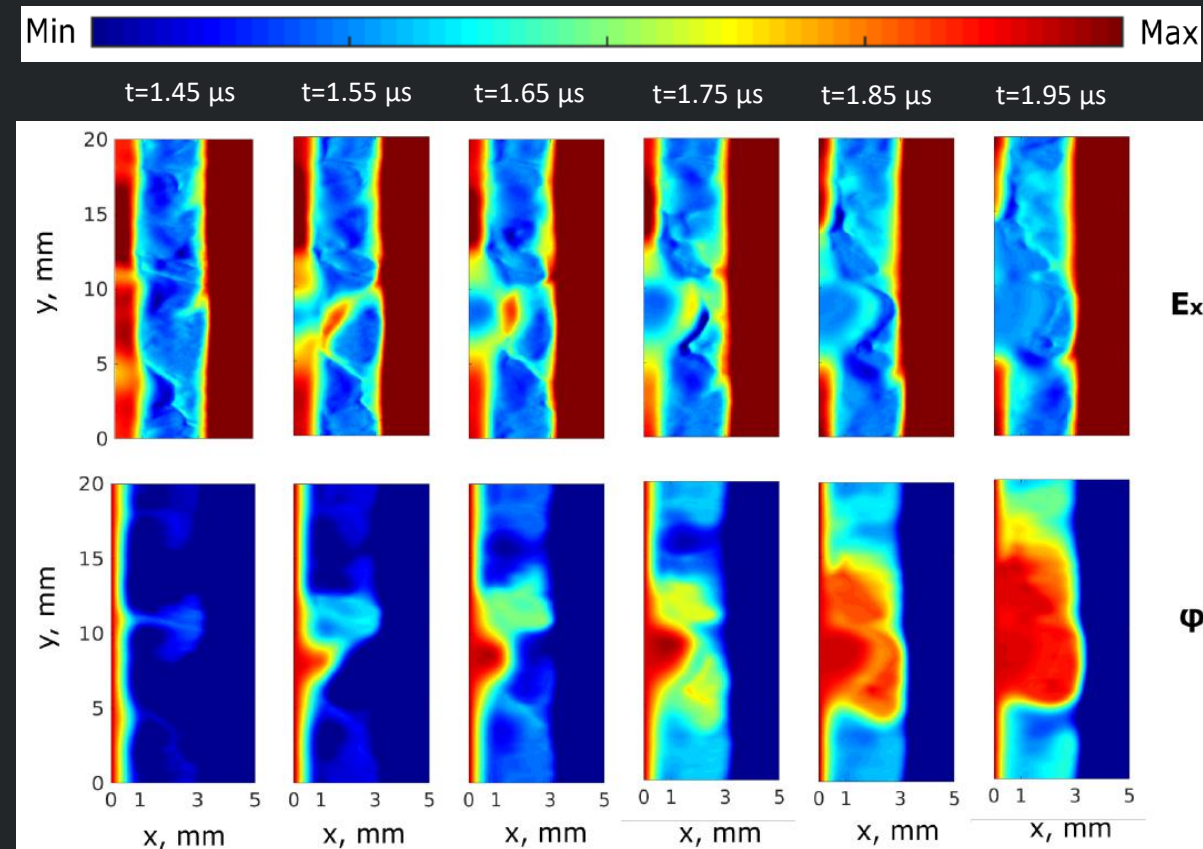 Min Max
t=1.45 µs t=1.55 µs t=1.65 µs t=1.75 µs t=1.85 µs t=1.95 µs
20
15
10
5
0
y, mm
Ex
20
15
10
5
0
y, mm
φ
0 1 3 5 0 1 3 5 0 1 3 5 0 1 3 5 0 1 3 5 0 1 3 5
x, mm x, mm x, mm x, mm x, mm x, mm